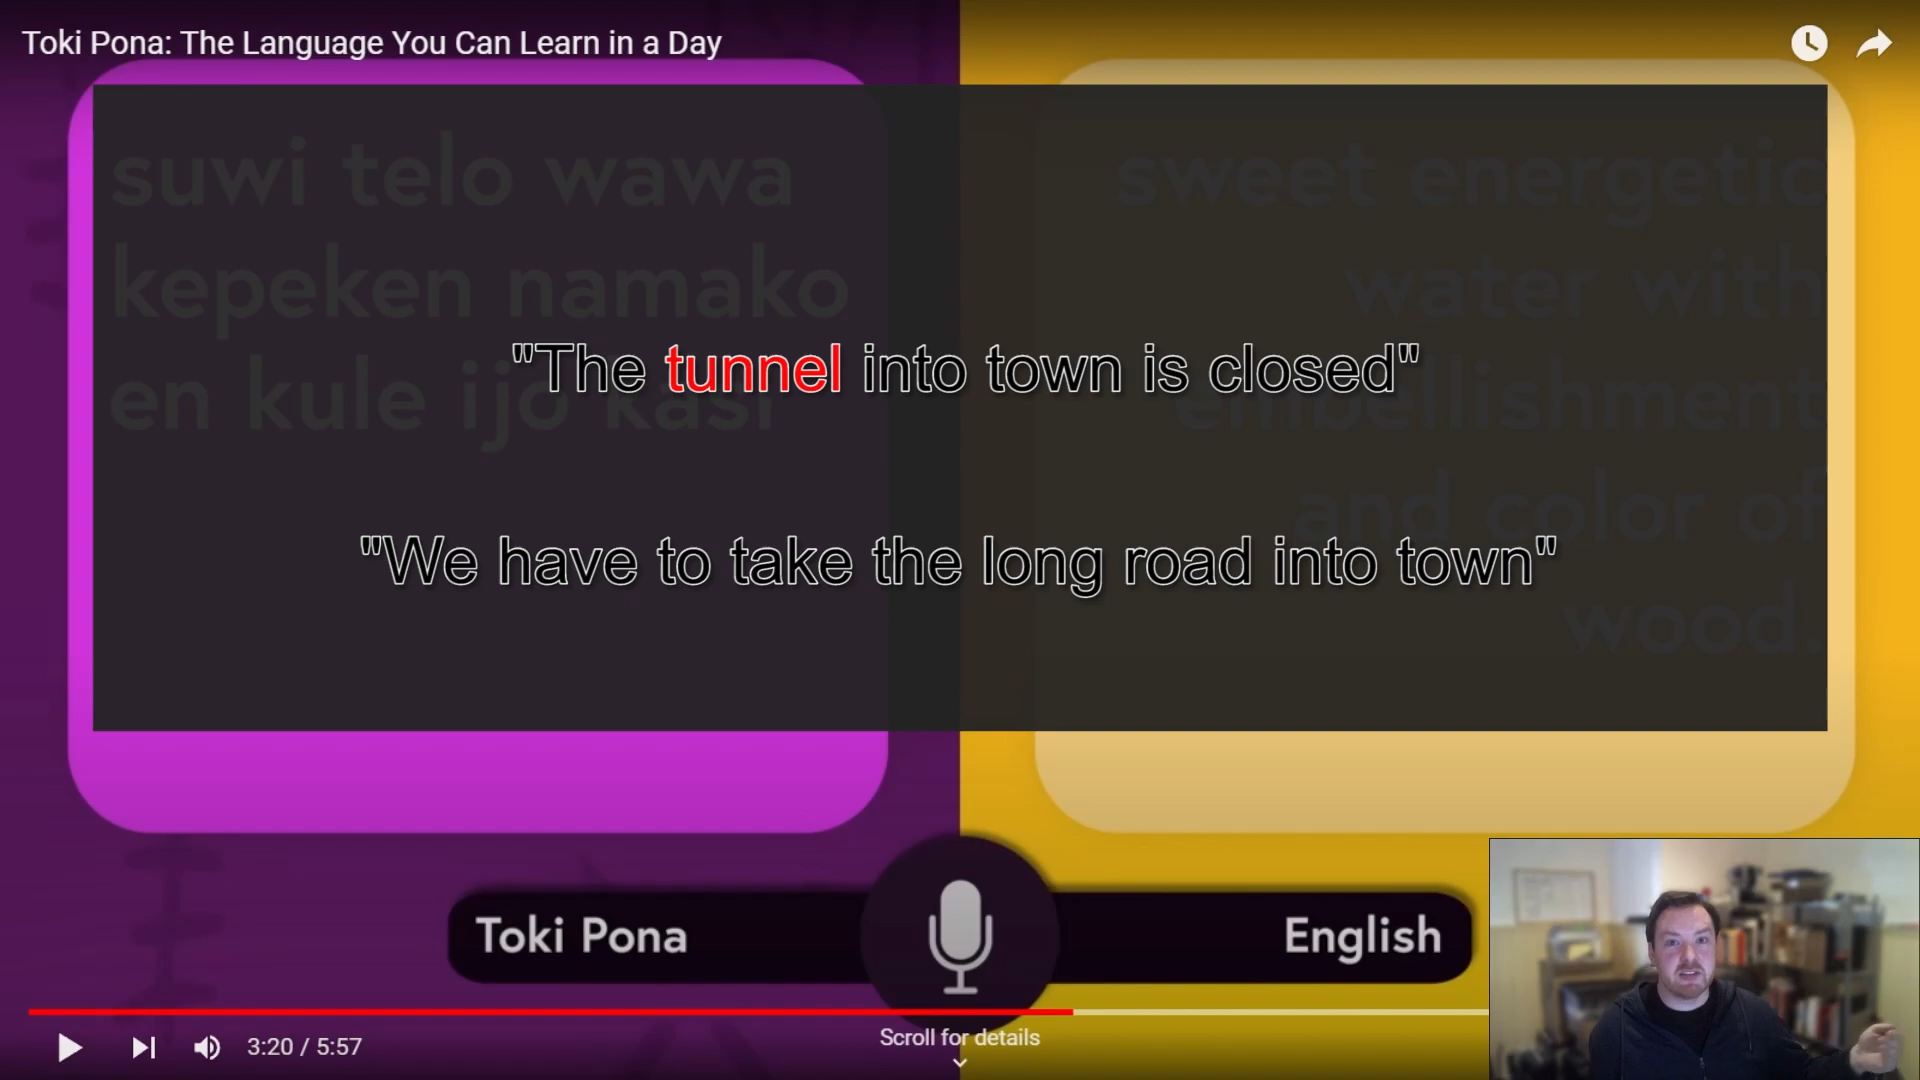 Toki Pona: The Language You Can Learn in a Day
suwi telo wawa
kepeken namako
en kule ijo kasi
sweet energetic
water with
embellishment
and color of
wood.
"The tunnel into town is closed"
"We have to take the long road into town"
Toki Pona
English
3:20 / 5:57
Scroll for details